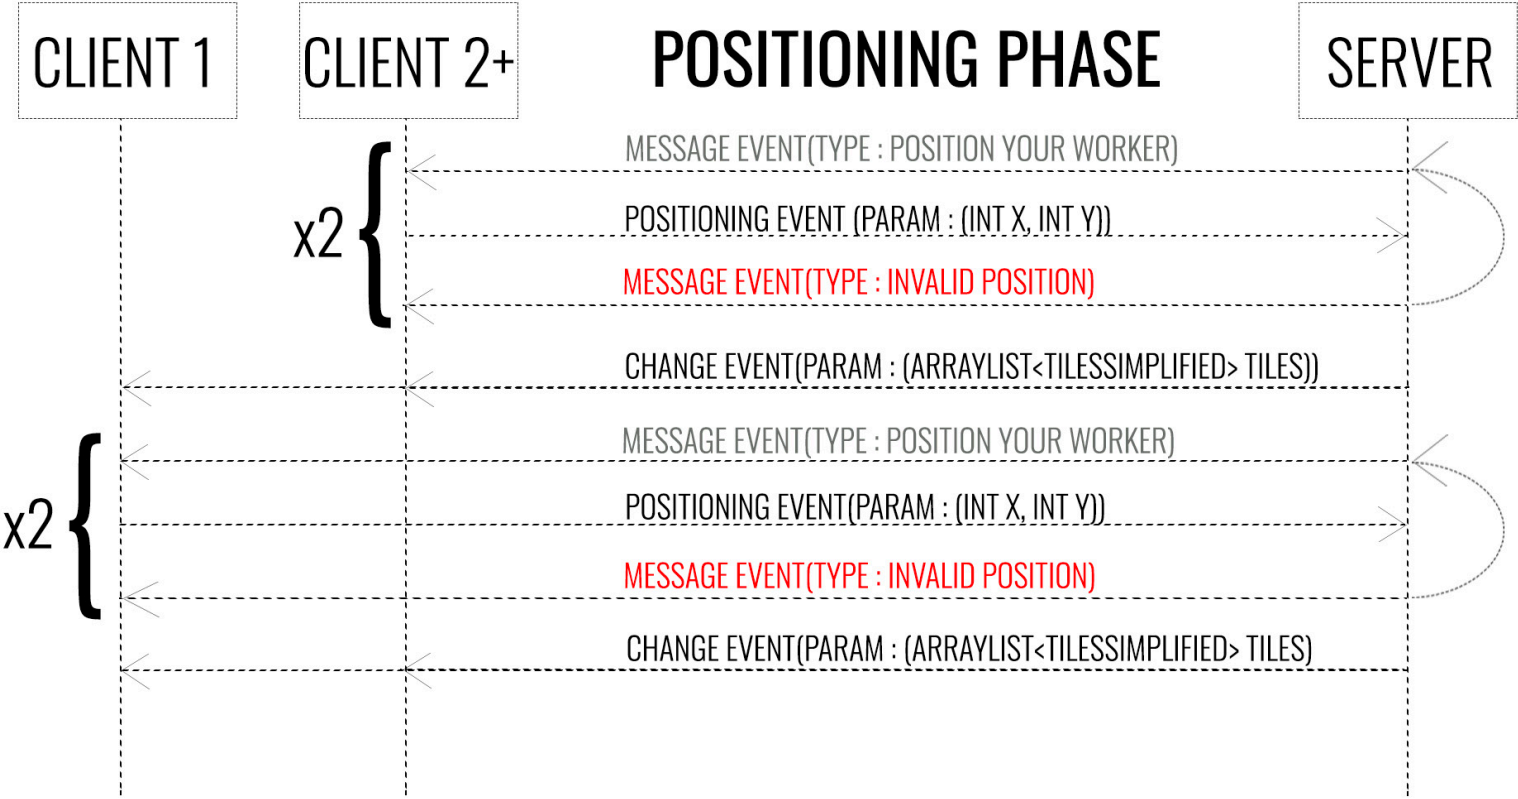 CLIENT 1
CLIENT 2+
POSITIONING PHASE
SERVER
MESSAGE EVENT(TYPE : POSITION YOUR WORKER)
x2
POSITIONING EVENT (PARAM : (INT X, INT Y))
MESSAGE EVENT(TYPE : INVALID POSITION)
CHANGE EVENT(PARAM : (ARRAYLIST<TILESSIMPLIFIED> TILES))
MESSAGE EVENT(TYPE : POSITION YOUR WORKER)
x2
POSITIONING EVENT(PARAM : (INT X, INT Y))
MESSAGE EVENT(TYPE : INVALID POSITION)
CHANGE EVENT(PARAM : (ARRAYLIST<TILESSIMPLIFIED> TILES)